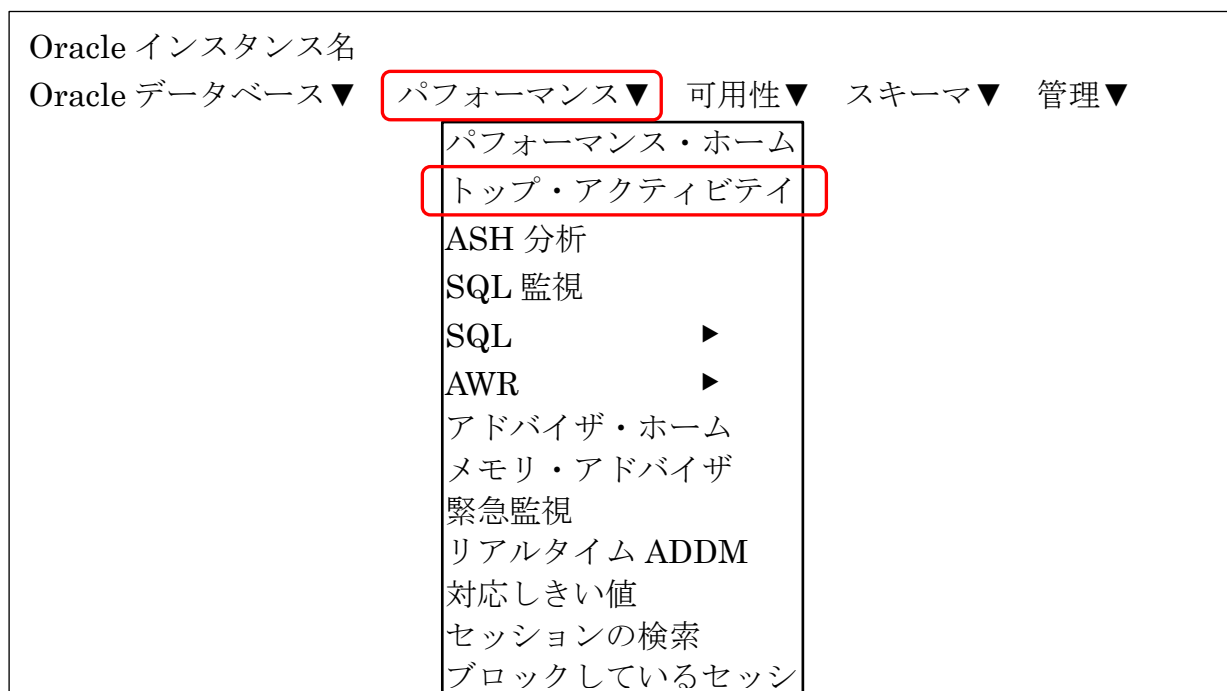 Oracle インスタンス名
Oracle データベース▼ パフォーマンス▼ 可用性▼ スキーマ▼ 管理▼
パフォーマンス・ホーム
トップ・アクティビテイ
ASH 分析
SQL 監視
SQL ▶
AWR ▶
アドバイザ・ホーム
メモリ・アドバイザ
緊急監視
リアルタイム ADDM
対応しきい値
セッションの検索
ブロックしているセッシ